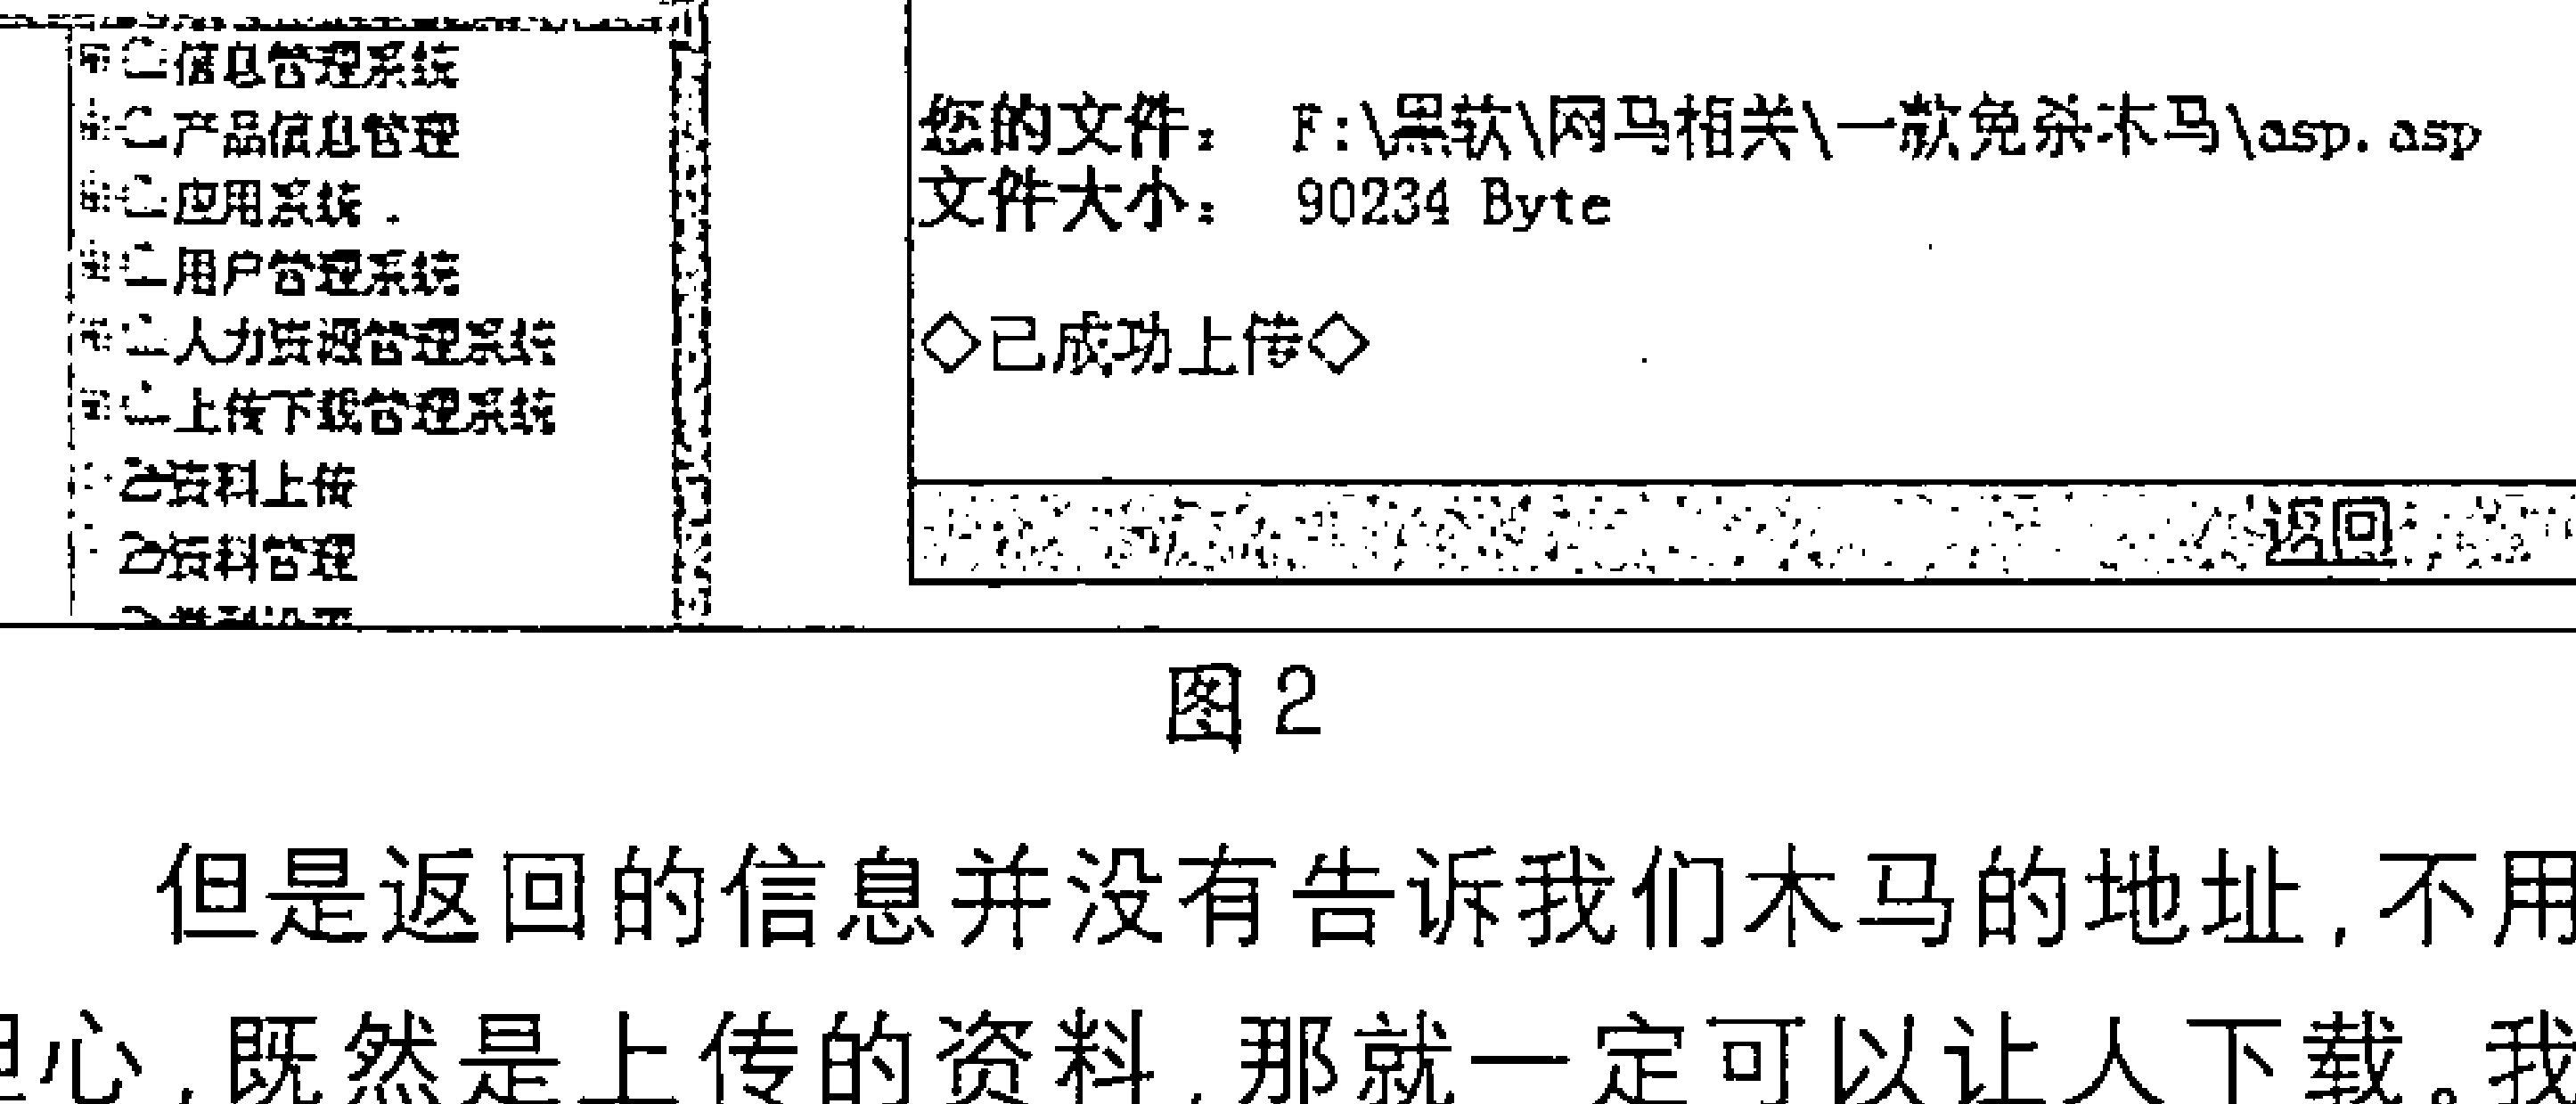 信息管理系统
产品信息管理
应用系统
用户管理系统
人力资源管理系统
上传下载管理系统
资料上传
资料管理
您的文件： F:\黑软\网马相关\一款免杀木马\asp.asp
文件大小： 90234 Byte
◇已成功上传◇
返回
图2
但是返回的信息并没有告诉我们木马的地址,不用
心,既然是上传的资料,那就一定可以让人下载。我